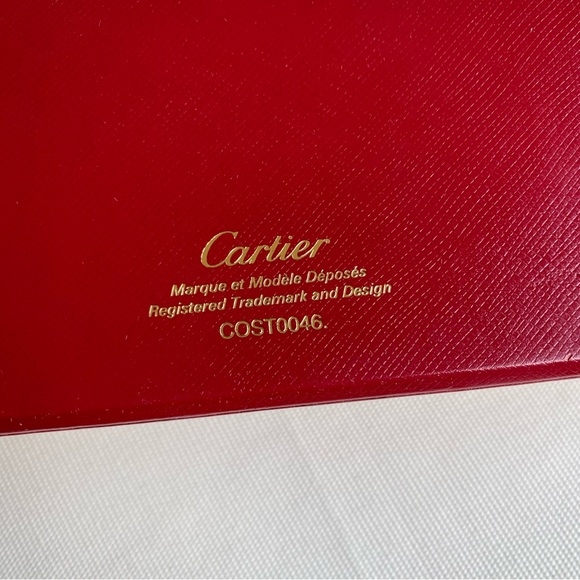 Cartier
Marque et Modèle Déposés
Registered Trademark and Design
COST0046.